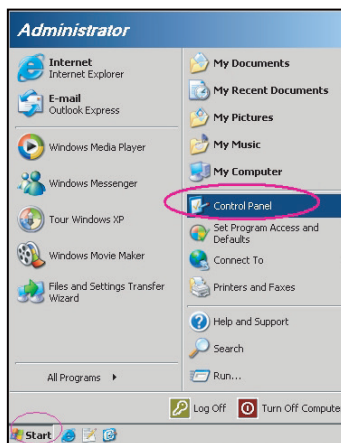 Administrator
Internet
Internet Explorer
E-mail
Outlook Express
Windows Media Player
Windows Messenger
Tour Windows XP
Windows Movie Maker
Files and Settings Transfer
Wizard
All Programs
My Documents
My Recent Documents
My Pictures
My Music
My Computer
Control Panel
Set Program Access and
Defaults
Connect To
Printers and Faxes
Help and Support
Search
Run...
Log Off
Turn Off Compute
Start